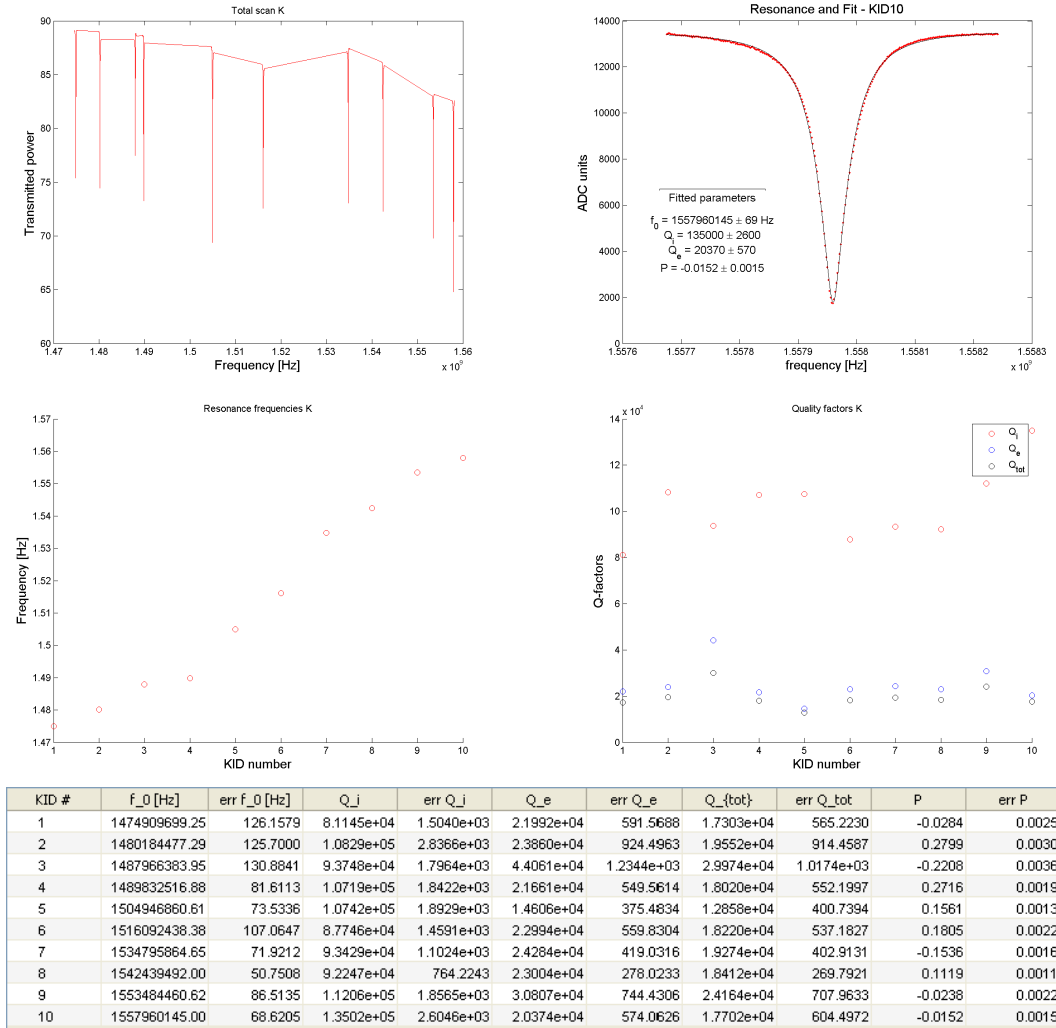 Total scan K
90
85
80
75
70
65
60
Transmitted power
1.47 1.48 1.49 1.5 1.51 1.52 1.53 1.54 1.55 1.56
Frequency [Hz]
x 10⁹
Resonance and Fit - KID10
14000
12000
10000
8000
6000
4000
2000
0
ADC units
Fitted parameters
f_0 = 1557960145 ± 69 Hz
Q_i = 135000 ± 2600
Q_e = 20370 ± 570
P = -0.0152 ± 0.0015
1.5576 1.5577 1.5578 1.5579 1.558 1.5581 1.5582 1.5583
frequency [Hz]
x 10⁹
Resonance frequencies K
1.57
1.56
1.55
1.54
1.53
1.52
1.51
1.5
1.49
1.48
1.47
Frequency [Hz]
1 2 3 4 5 6 7 8 9 10
KID number
Quality factors K
x 10⁴
14
12
10
8
6
4
2
0
Q-factors
Q_i
Q_e
Q_tot
1 2 3 4 5 6 7 8 9 10
KID number
KID # f_0 [Hz] err f_0 [Hz] Q_i err Q_i Q_e err Q_e Q_{tot} err Q_tot P err P
1 1474909699.25 126.1579 8.1145e+04 1.5040e+03 2.1992e+04 591.5688 1.7303e+04 565.2230 -0.0284 0.0025
2 1480184477.29 125.7000 1.0829e+05 2.8366e+03 2.3860e+04 924.4963 1.9552e+04 914.4587 0.2799 0.0030
3 1487966383.95 130.8841 9.3748e+04 1.7964e+03 4.4061e+04 1.2344e+03 2.9974e+04 1.0174e+03 -0.2208 0.0036
4 1489832516.88 81.6113 1.0719e+05 1.8422e+03 2.1661e+04 549.5614 1.8020e+04 552.1997 0.2716 0.0019
5 1504946860.61 73.5336 1.0742e+05 1.8929e+03 1.4606e+04 375.4834 1.2858e+04 400.7394 0.1561 0.0013
6 1516092438.38 107.0647 8.7746e+04 1.4591e+03 2.2994e+04 559.8304 1.8220e+04 537.1827 0.1805 0.0022
7 1534795864.65 71.9212 9.3429e+04 1.1024e+03 2.4284e+04 419.0316 1.9274e+04 402.9131 -0.1536 0.0016
8 1542439492.00 50.7508 9.2247e+04 764.2243 2.3004e+04 278.0233 1.8412e+04 269.7921 0.1119 0.0011
9 1553484460.62 86.5135 1.1206e+05 1.8565e+03 3.0807e+04 744.4306 2.4164e+04 707.9633 -0.0238 0.0022
10 1557960145.00 68.6205 1.3502e+05 2.6046e+03 2.0374e+04 574.0626 1.7702e+04 604.4972 -0.0152 0.0015